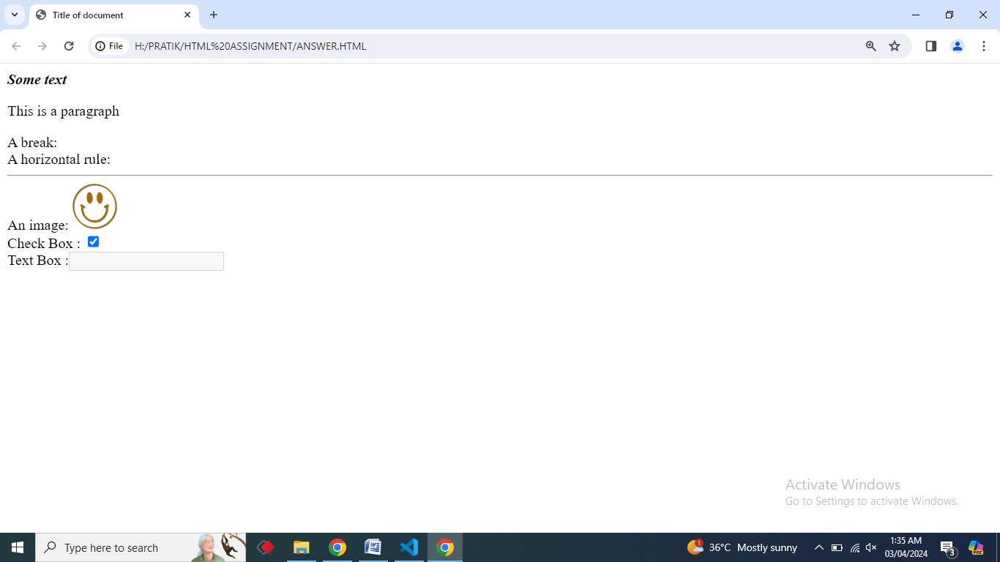 Title of document
File H:/PRATIK/HTML%20ASSIGNMENT/ANSWER.HTML
Some text
This is a paragraph
A break:
A horizontal rule:
An image:
Check Box :
Text Box :
Activate Windows
Go to Settings to activate Windows.
Type here to search
1
36°C Mostly sunny
1:35 AM
03/04/2024
3
PRE